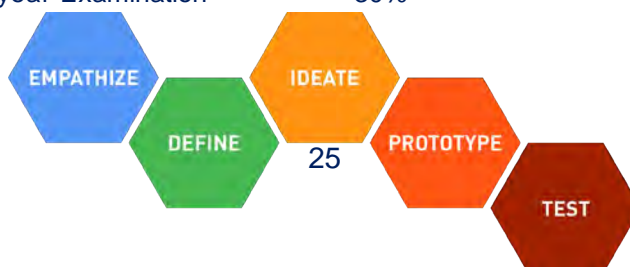 year Examination
EMPATHIZE
IDEATE
DEFINE
PROTOTYPE
25
TEST